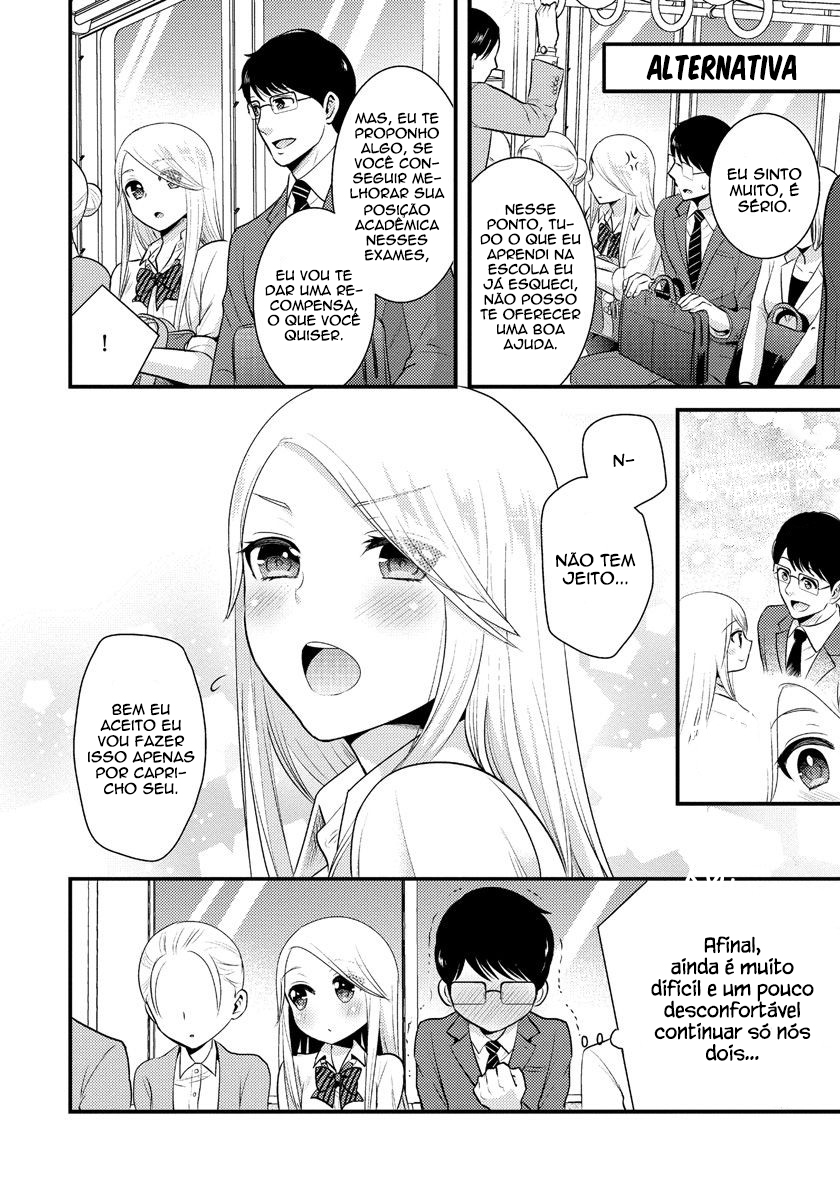 ALTERNATIVA
EU SINTO
MUITO, É
SÉRIO.
NESSE
PONTO, TU-
DO O QUE EU
APRENDI NA
ESCOLA EU
JÁ ESQUECI,
NÃO POSSO
TE OFERECER
UMA BOA
AJUDA.
MAS, EU TE
PROPONHO
ALGO, SE
VOCÊ CON-
SEGUIR ME-
LHORAR SUA
POSIÇÃO
ACADÊMICA
NESSES
EXAMES,
EU VOU TE
DAR UMA RE-
COMPENSA,
O QUE VOCÊ
QUISER.
!
N-
NÃO TEM
JEITO...
BEM EU
ACEITO EU
VOU FAZER
ISSO APENAS
POR CAPRI-
CHO SEU.
Afinal,
ainda é muito
difícil e um pouco
desconfortável
continuar só nós
dois...